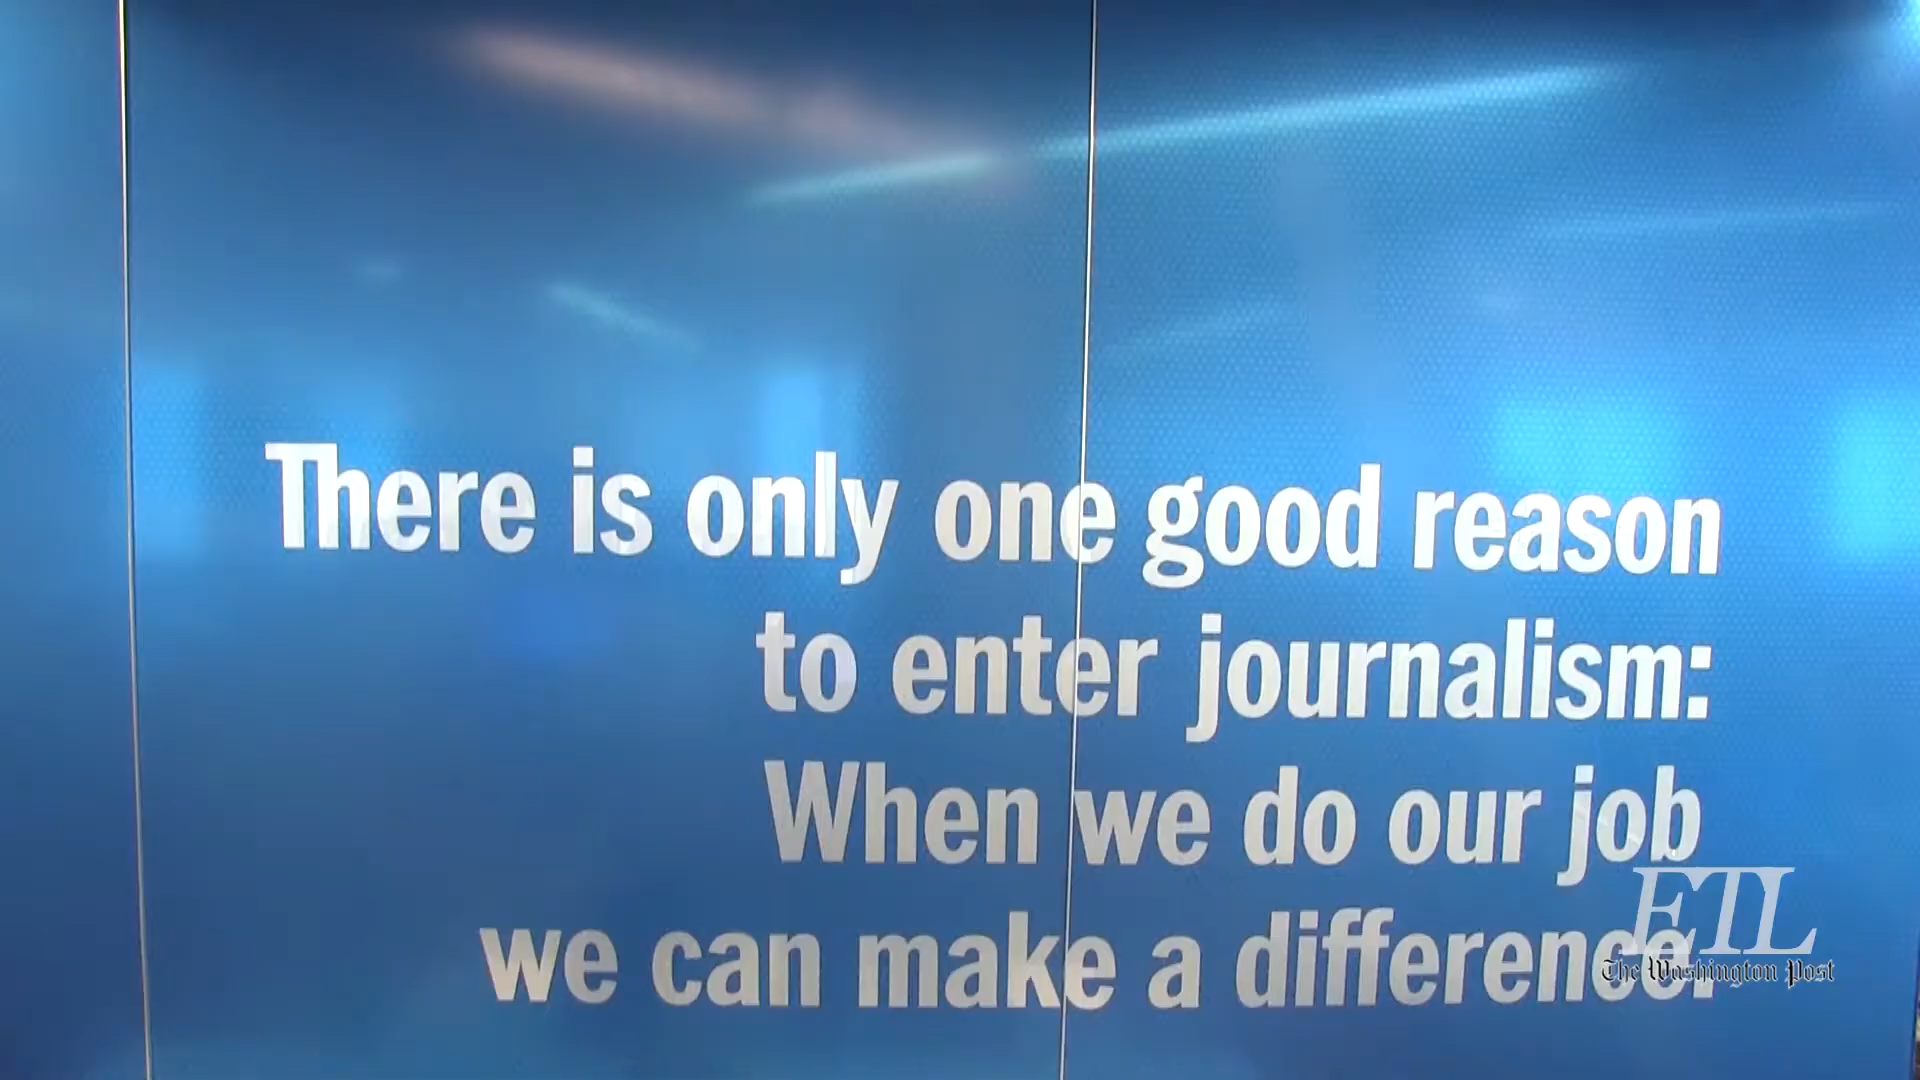 There is only one good reason
to enter journalism:
When we do our job
we can make a difference.
ETL
The Washington Post